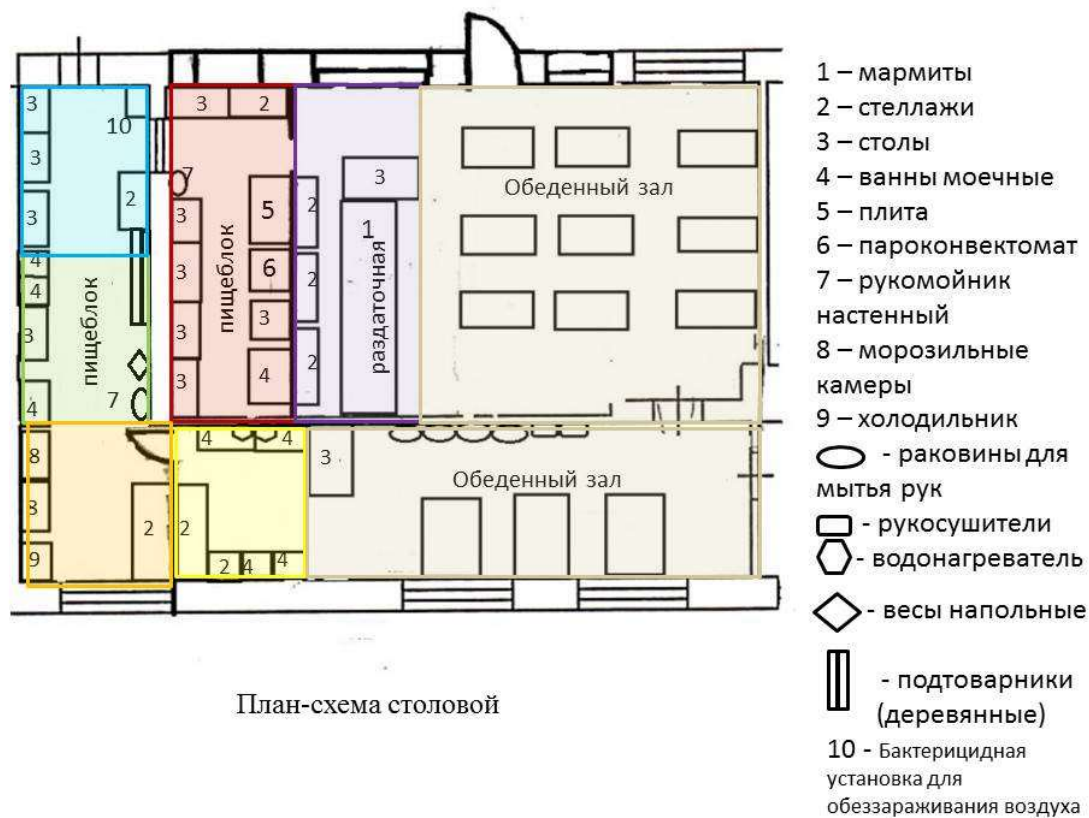 3
10
3
3
2
4
4
3
пищеблок
4
7
8
8
9
2
3
2
7
3
3
3
3
пищеблок
5
6
3
4
2
2
2
3
1
раздаточная
Обеденный зал
4
4
2
2
4
4
3
Обеденный зал
План-схема столовой
1 – мармиты
2 – стеллажи
3 – столы
4 – ванны моечные
5 – плита
6 – пароконвектомат
7 – рукомойник
настенный
8 – морозильные
камеры
9 – холодильник
- раковины для
мытья рук
- рукосушители
- водонагреватель
- весы напольные
- подтоварники
(деревянные)
10 - Бактерицидная
установка для
обеззараживания воздуха